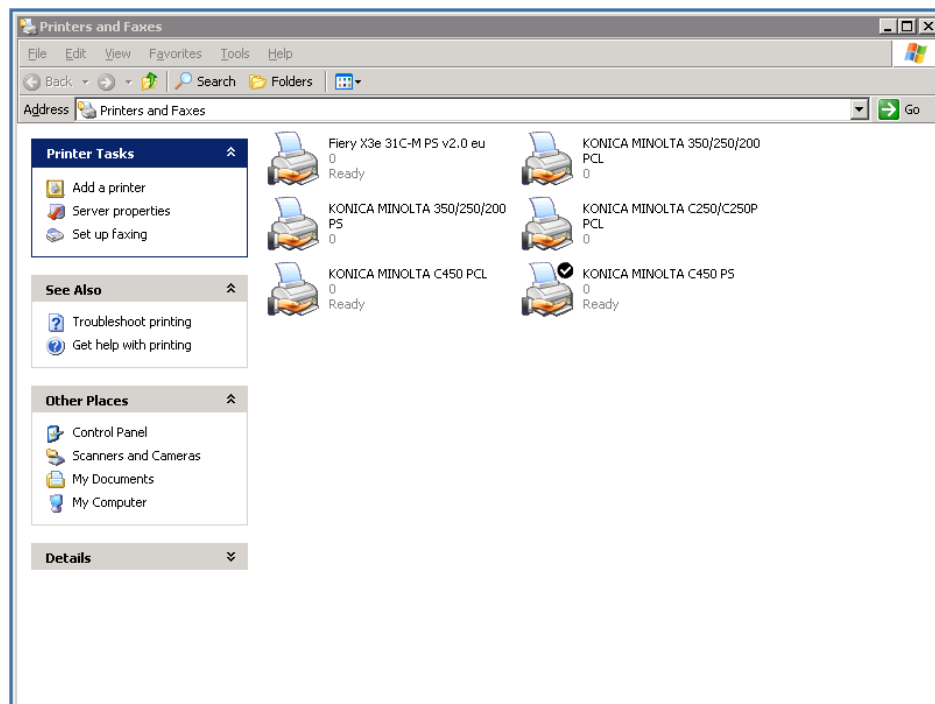 Printers and Faxes
File Edit View Favorites Tools Help
Back Search Folders
Address Printers and Faxes Go
Printer Tasks
Add a printer
Server properties
Set up faxing
See Also
Troubleshoot printing
Get help with printing
Other Places
Control Panel
Scanners and Cameras
My Documents
My Computer
Details
Fiery X3e 31C-M PS v2.0 eu
0
Ready
KONICA MINOLTA 350/250/200
PCL
0
KONICA MINOLTA 350/250/200
PS
0
KONICA MINOLTA C250/C250P
PCL
0
KONICA MINOLTA C450 PCL
0
Ready
KONICA MINOLTA C450 PS
0
Ready